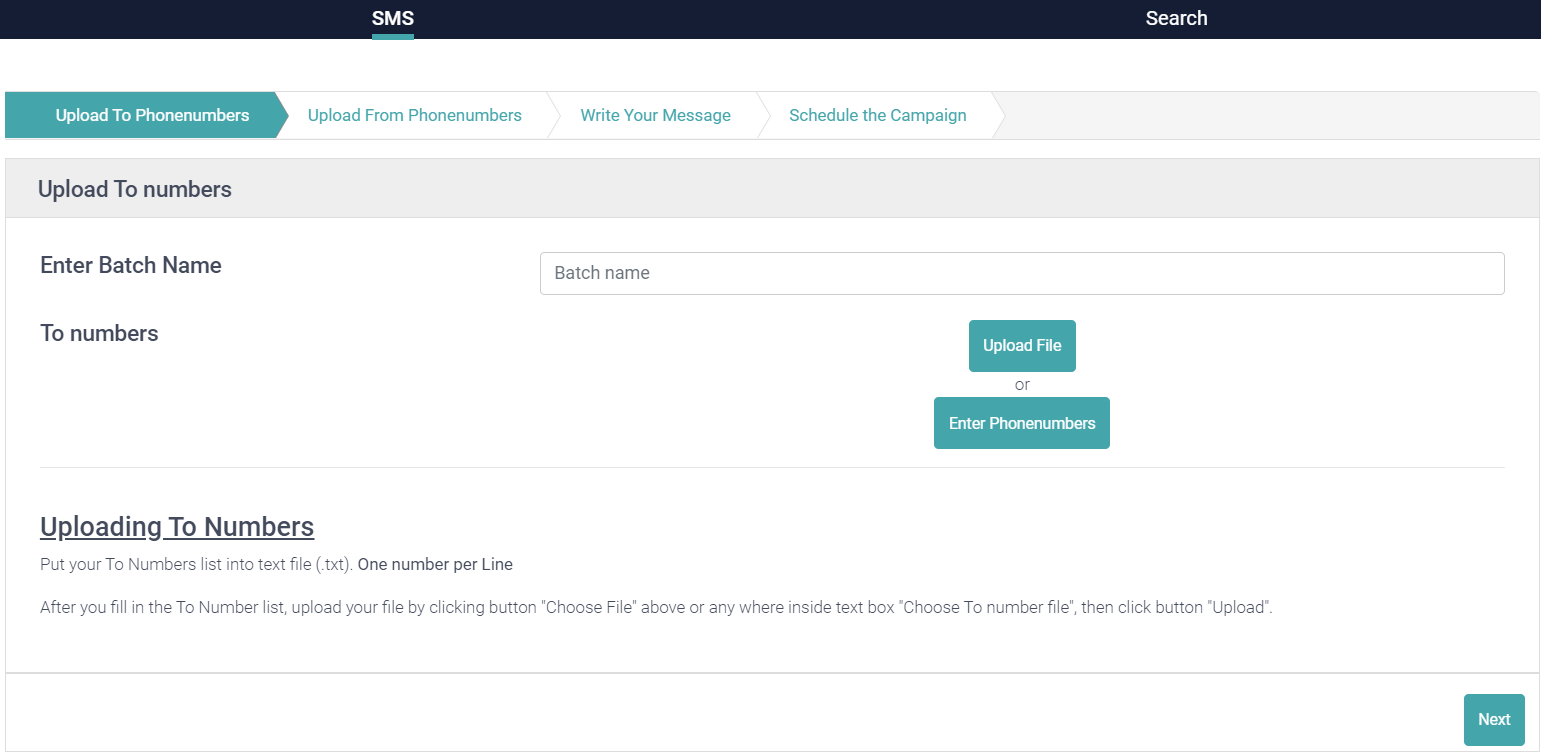 SMS
Search
Upload To Phonenumbers
Upload From Phonenumbers
Write Your Message
Schedule the Campaign
Upload To numbers
Enter Batch Name
Batch name
To numbers
Upload File
or
Enter Phonenumbers
Uploading To Numbers
Put your To Numbers list into text file (.txt). One number per Line
After you fill in the To Number list, upload your file by clicking button "Choose File" above or any where inside text box "Choose To number file", then click button "Upload".
Next